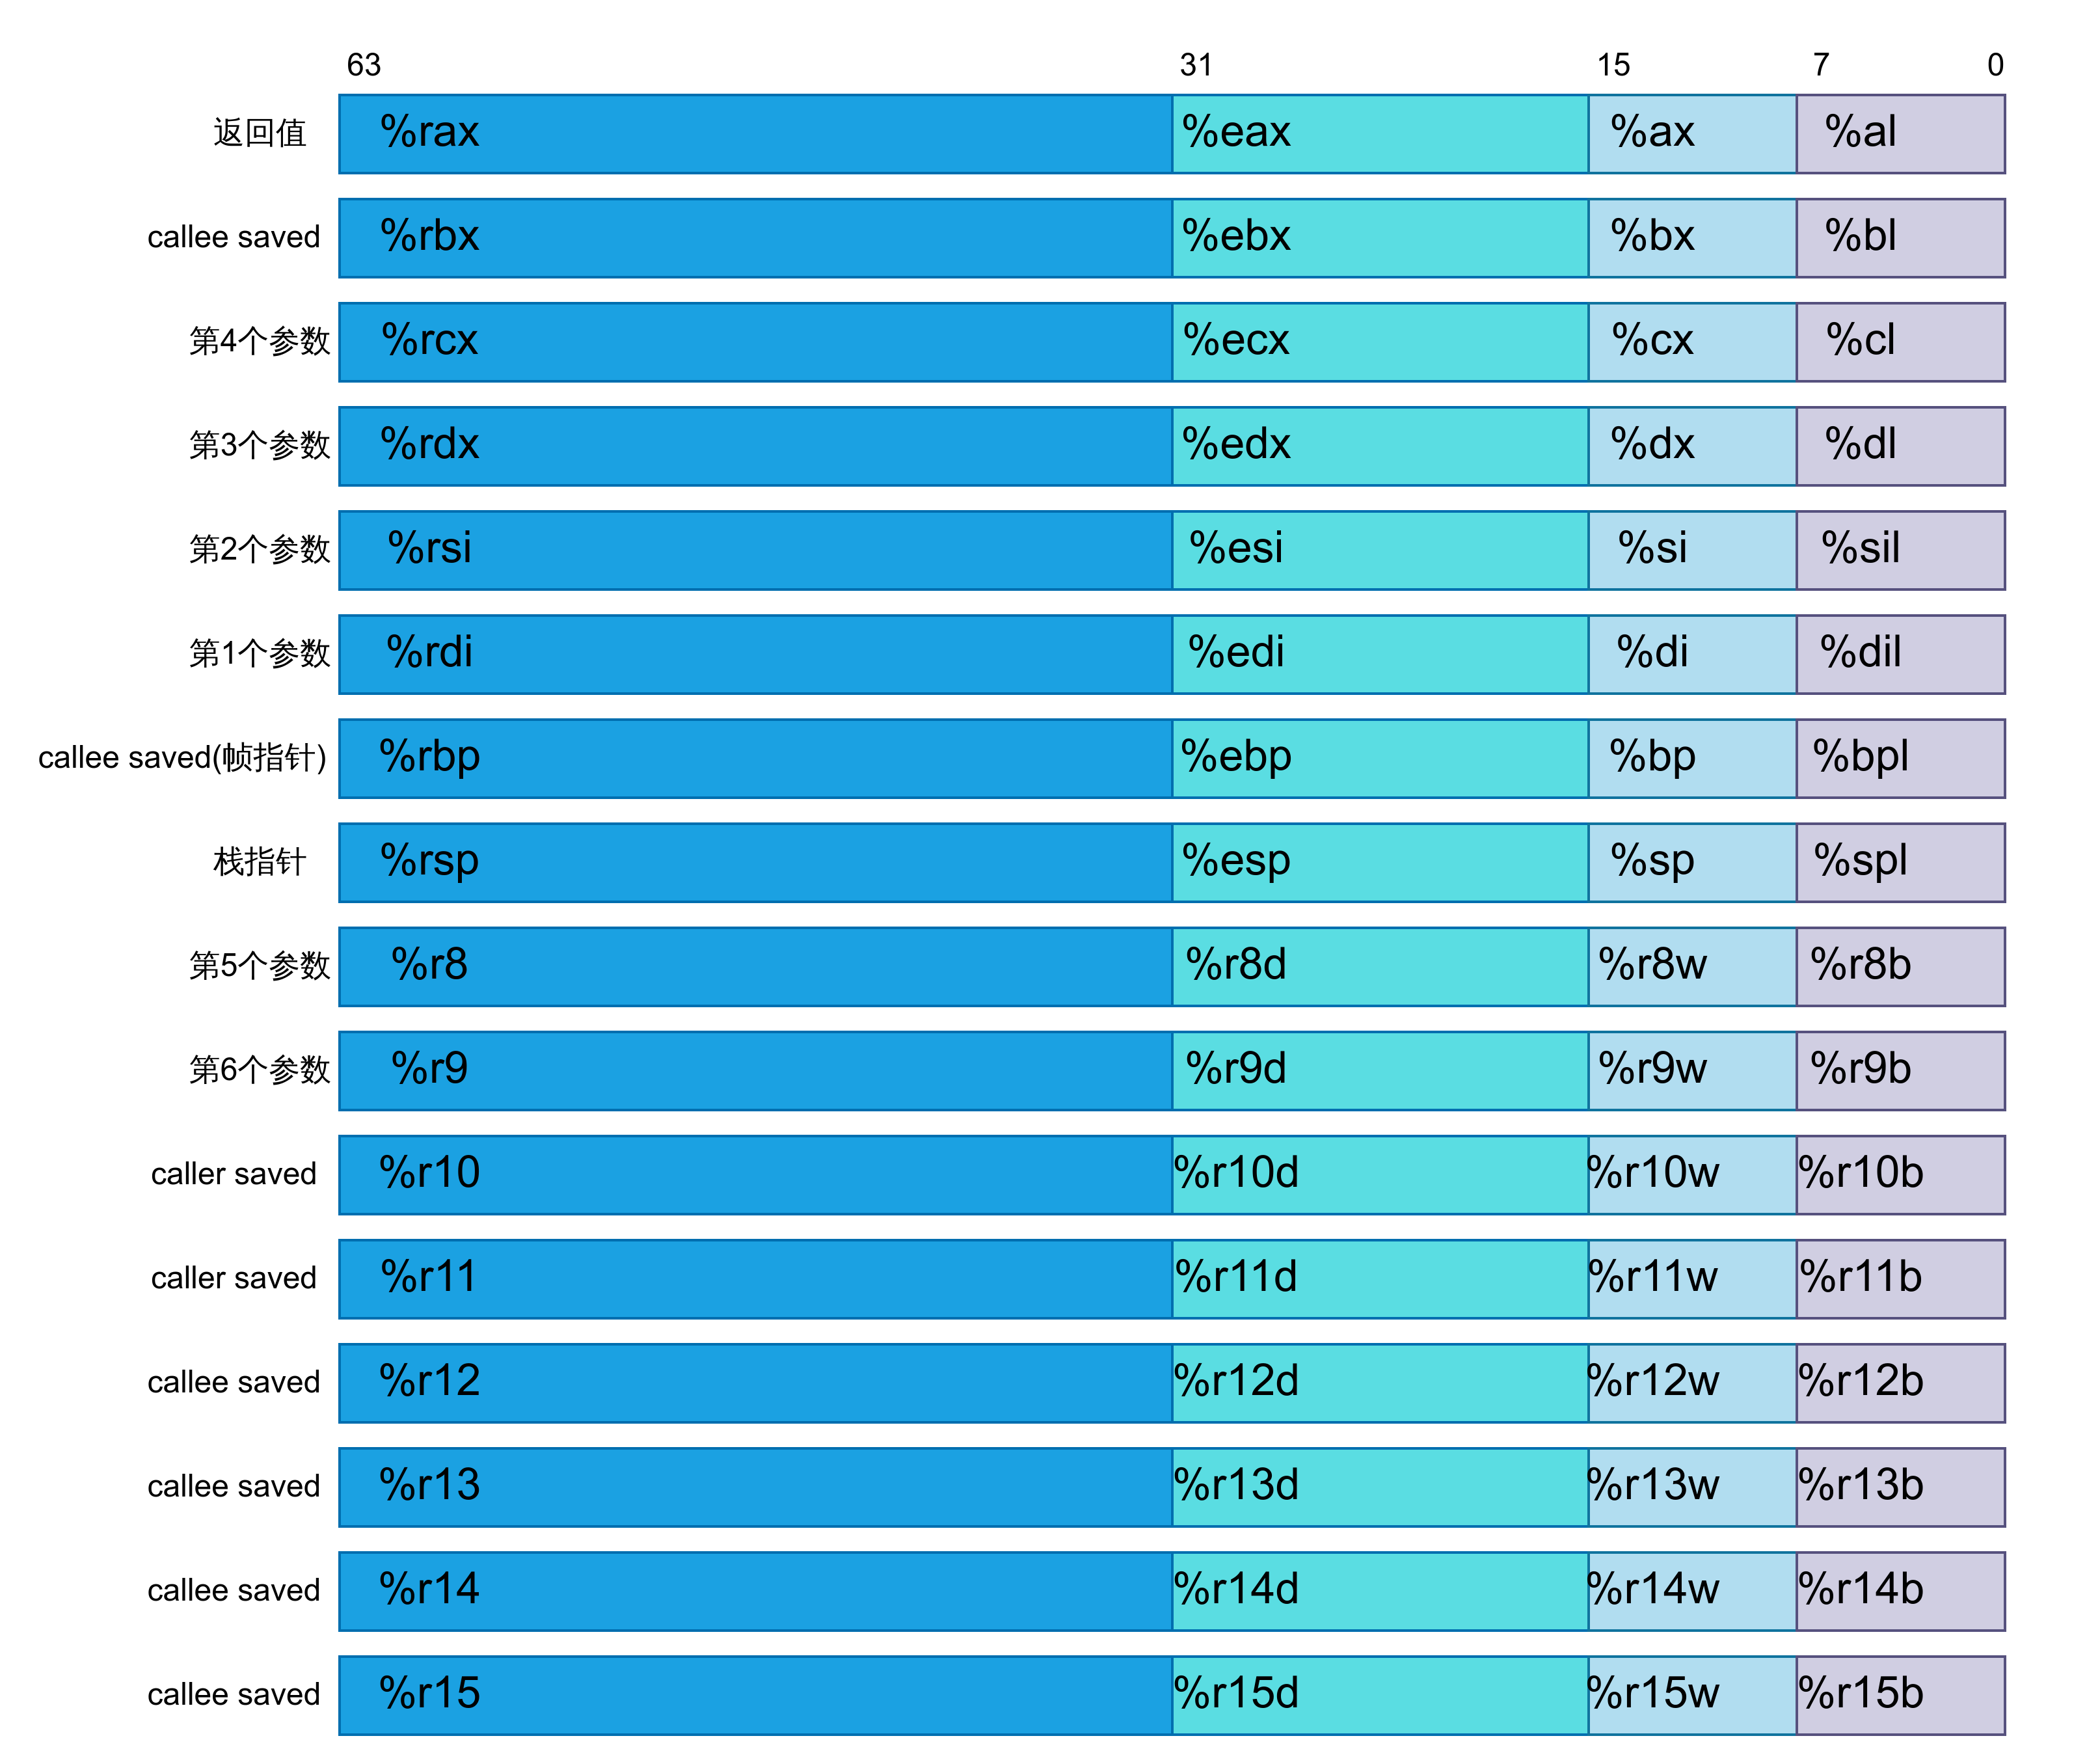 63 31 15 7 0
返回值 %rax %eax %ax %al
callee saved %rbx %ebx %bx %bl
第4个参数 %rcx %ecx %cx %cl
第3个参数 %rdx %edx %dx %dl
第2个参数 %rsi %esi %si %sil
第1个参数 %rdi %edi %di %dil
callee saved(帧指针) %rbp %ebp %bp %bpl
栈指针 %rsp %esp %sp %spl
第5个参数 %r8 %r8d %r8w %r8b
第6个参数 %r9 %r9d %r9w %r9b
caller saved %r10 %r10d %r10w %r10b
caller saved %r11 %r11d %r11w %r11b
callee saved %r12 %r12d %r12w %r12b
callee saved %r13 %r13d %r13w %r13b
callee saved %r14 %r14d %r14w %r14b
callee saved %r15 %r15d %r15w %r15b